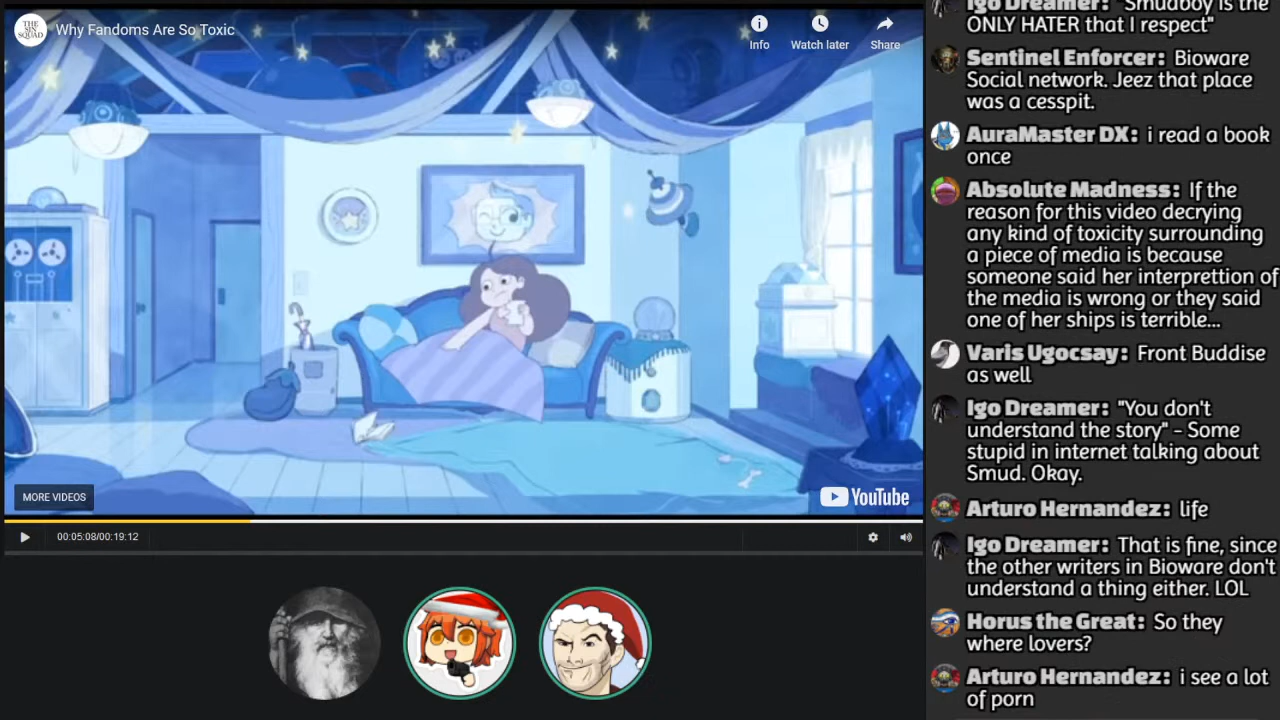 THE
SIN
SQUAD
Why Fandoms Are So Toxic
Info
Watch later
Share
MORE VIDEOS
YouTube
00:05:08/00:19:12
Igo Dreamer: "Smudboy is the
ONLY HATER that I respect"
Sentinel Enforcer: Bioware
Social network. Jeez that place
was a cesspit.
AuraMaster DX: i read a book
once
Absolute Madness: If the
reason for this video decrying
any kind of toxicity surrounding
a piece of media is because
someone said her interprettion of
the media is wrong or they said
one of her ships is terrible...
Varis Ugocsay: Front Buddise
as well
Igo Dreamer: "You don't
understand the story" - Some
stupid in internet talking about
Smud. Okay.
Arturo Hernandez: life
Igo Dreamer: That is fine, since
the other writers in Bioware don't
understand a thing either. LOL
Horus the Great: So they
where lovers?
Arturo Hernandez: i see a lot
of porn